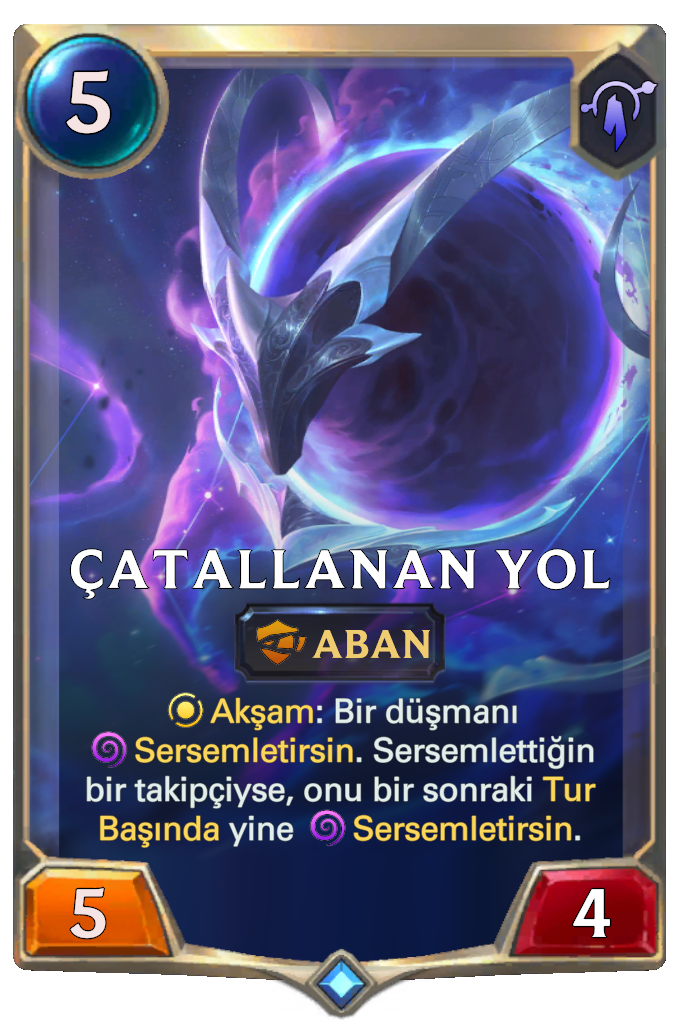 5
ÇATALLANAN YOL
ABAN
Akşam: Bir düşmanı
Sersemletirsin. Sersemlettiğin
bir takipçiyse, onu bir sonraki Tur
Başında yine Sersemletirsin.
5
4